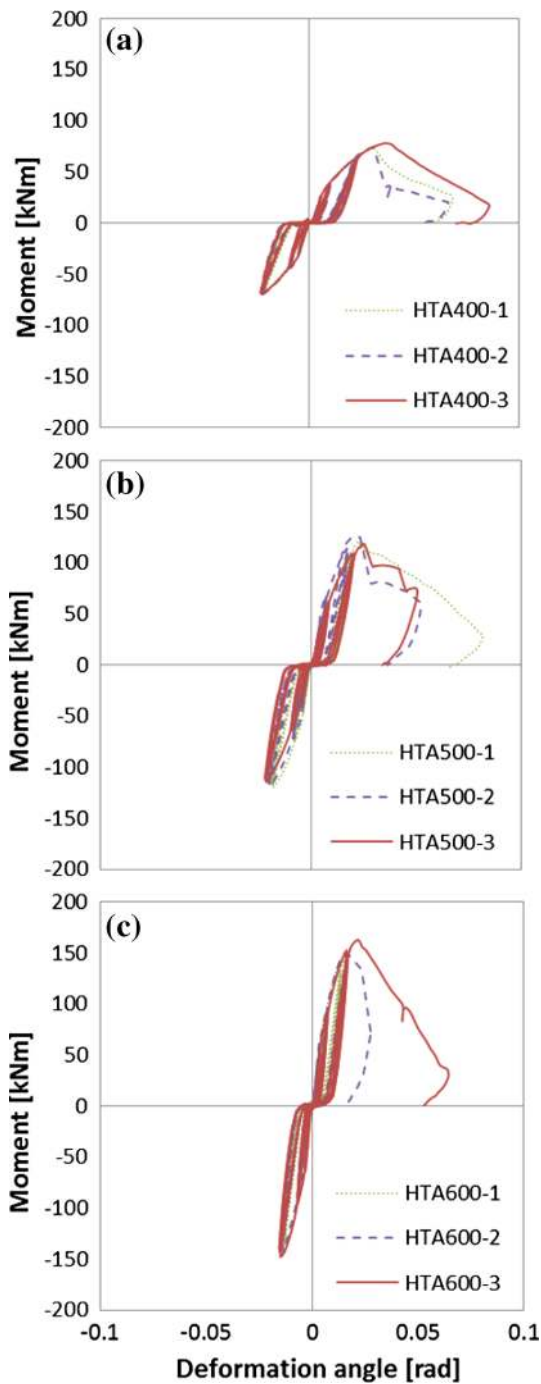 (a)
200
150
100
50
0
-50
-100
-150
-200
Moment [kNm]
HTA400-1
HTA400-2
HTA400-3
(b)
200
150
100
50
0
-50
-100
-150
-200
Moment [kNm]
HTA500-1
HTA500-2
HTA500-3
(c)
200
150
100
50
0
-50
-100
-150
-200
Moment [kNm]
HTA600-1
HTA600-2
HTA600-3
-0.1 -0.05 0 0.05 0.1
Deformation angle [rad]